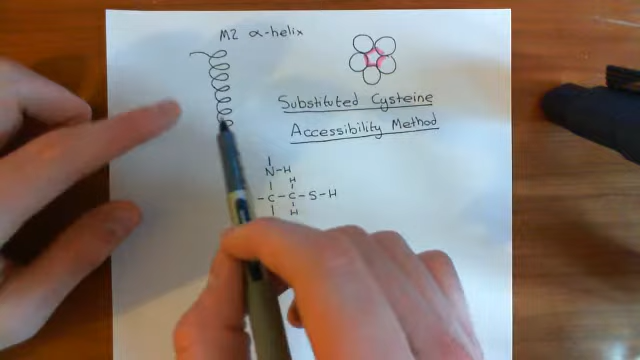 M2 α-helix
Substituted Cysteine
Accessibility Method
N-H
H
-C-C-S-H
H